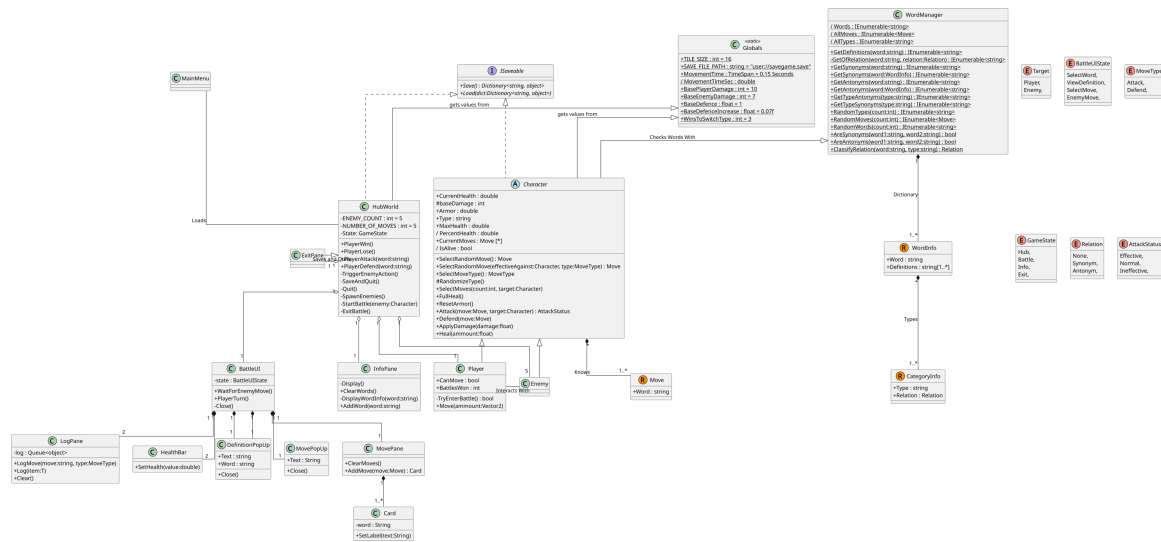 WordManager
/ Words : IEnumerable<string>
/ AllMoves : IEnumerable<Move>
/ AllTypes : IEnumerable<string>
+GetDefinitions(word:string) : IEnumerable<string>
-GetOfRelation(word:string, relation:Relation) : IEnumerable<string>
+GetSynonyms(word:string) : IEnumerable<string>
+GetSynonyms(word:WordInfo) : IEnumerable<string>
+GetAntonyms(word:string) : IEnumerable<string>
+GetAntonyms(word:WordInfo) : IEnumerable<string>
+GetTypeAntonyms(type:string) : IEnumerable<string>
+GetTypeSynonyms(type:string) : IEnumerable<string>
+RandomTypes(count:int) : IEnumerable<string>
+RandomMoves(count:int) : IEnumerable<Move>
+RandomWords(count:int) : IEnumerable<string>
+AreSynonyms(word1:string, word2:string) : bool
+AreAntonyms(word1:string, word2:string) : bool
+ClassifyRelation(word:string, type:string) : Relation
«static»
Globals
+TILE_SIZE : int = 16
+SAVE_FILE_PATH : string = "user://savegame.save"
+MovementTime : TimeSpan = 0.15 Seconds
/ MovementTimeSec : double
+BasePlayerDamage : int = 10
+BaseEnemyDamage : int = 7
+BaseDefence : float = 1
+BaseDefenceIncrease : float = 0.07f
+WinsToSwitchType : int = 3
Target
Player,
Enemy,
BattleUIState
SelectWord,
ViewDefinition,
SelectMove,
EnemyMove,
MoveType
Attack,
Defend,
MainMenu
ISaveable
+Save() : Dictionary<string, object>
+Load(dict:Dictionary<string, object>)
gets values from
gets values from
Checks Words With
Loads
Character
+CurrentHealth : double
#baseDamage : int
+Armor : double
+Type : string
+MaxHealth : double
/ PercentHealth : double
+CurrentMoves : Move [*]
/ IsAlive : bool
+SelectRandomMove() : Move
+SelectRandomMove(effectiveAgainst:Character, type:MoveType) : Move
+SelectMoveType() : MoveType
#RandomizeType()
+SelectMoves(count:int, target:Character)
+FullHeal()
+ResetArmor()
+Attack(move:Move, target:Character) : AttackStatus
+Defend(move:Move)
+ApplyDamage(damage:float)
+Heal(ammount:float)
HubWorld
-ENEMY_COUNT : int = 5
-NUMBER_OF_MOVES : int = 5
-State: GameState
+PlayerWin()
+PlayerLose()
+PlayerAttack(word:string)
+PlayerDefend(word:string)
-TriggerEnemyAction()
-SaveAndQuit()
-Quit()
-SpawnEnemies()
-StartBattle(enemy:Character)
-ExitBattle()
ExitPane
1 1
Dictionary
1
1..*
WordInfo
+Word : string
+Definitions : string[1..*]
Types
1..*
CategoryInfo
+Type : string
+Relation : Relation
GameState
Hub,
Battle,
Info,
Exit,
Relation
None,
Synonym,
Antonym,
AttackStatus
Effective,
Normal,
Ineffective,
BattleUI
-state : BattleUIState
+WaitForEnemyMove()
+PlayerTurn()
-Close()
InfoPane
-Display()
+ClearWords()
-DisplayWordInfo(word:string)
+AddWord(word:string)
Player
+CanMove : bool
+BattlesWon : int
-TryEnterBattle() : bool
+Move(ammount:Vector2)
Interacts With
5
Enemy
Knows
1..*
Move
+Word : string
LogPane
-log : Queue<object>
+LogMove(move:string, type:MoveType)
+Log(item:T)
+Clear()
2
HealthBar
+SetHealth(value:double)
2
DefinitionPopUp
+Text : string
+Word : string
+Close()
MovePopUp
+Text : String
+Close()
MovePane
+ClearMoves()
+AddMove(move:Move) : Card
1
1..*
Card
-word : String
+SetLabel(text:String)